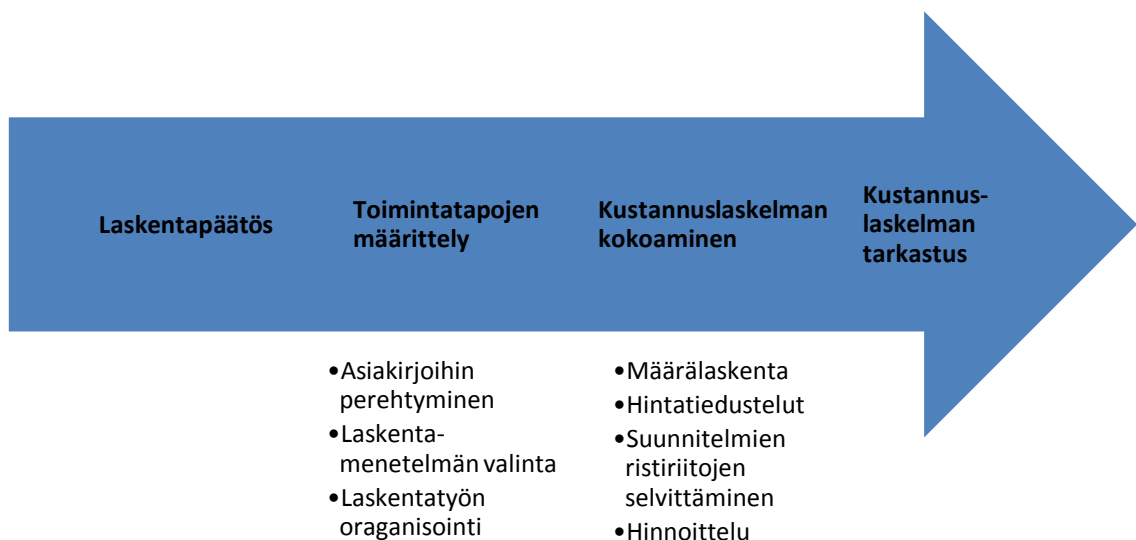 Laskentapäätös
Toimintatapojen
määrittely
Kustannuslaskelman
kokoaminen
Kustannus-
laskelman
tarkastus
•Asiakirjoihin
perehtyminen
•Laskenta-
menetelmän valinta
•Laskentatyön
oraganisointi
•Määrälaskenta
•Hintatiedustelut
•Suunnitelmien
ristiriitojen
selvittäminen
•Hinnoittelu